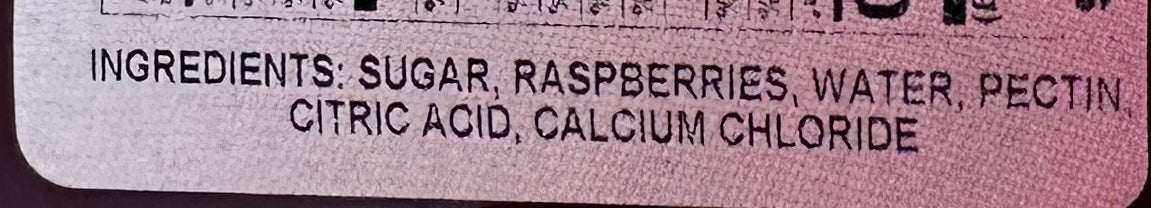 INGREDIENTS: SUGAR, RASPBERRIES, WATER, PECTIN,
CITRIC ACID, CALCIUM CHLORIDE